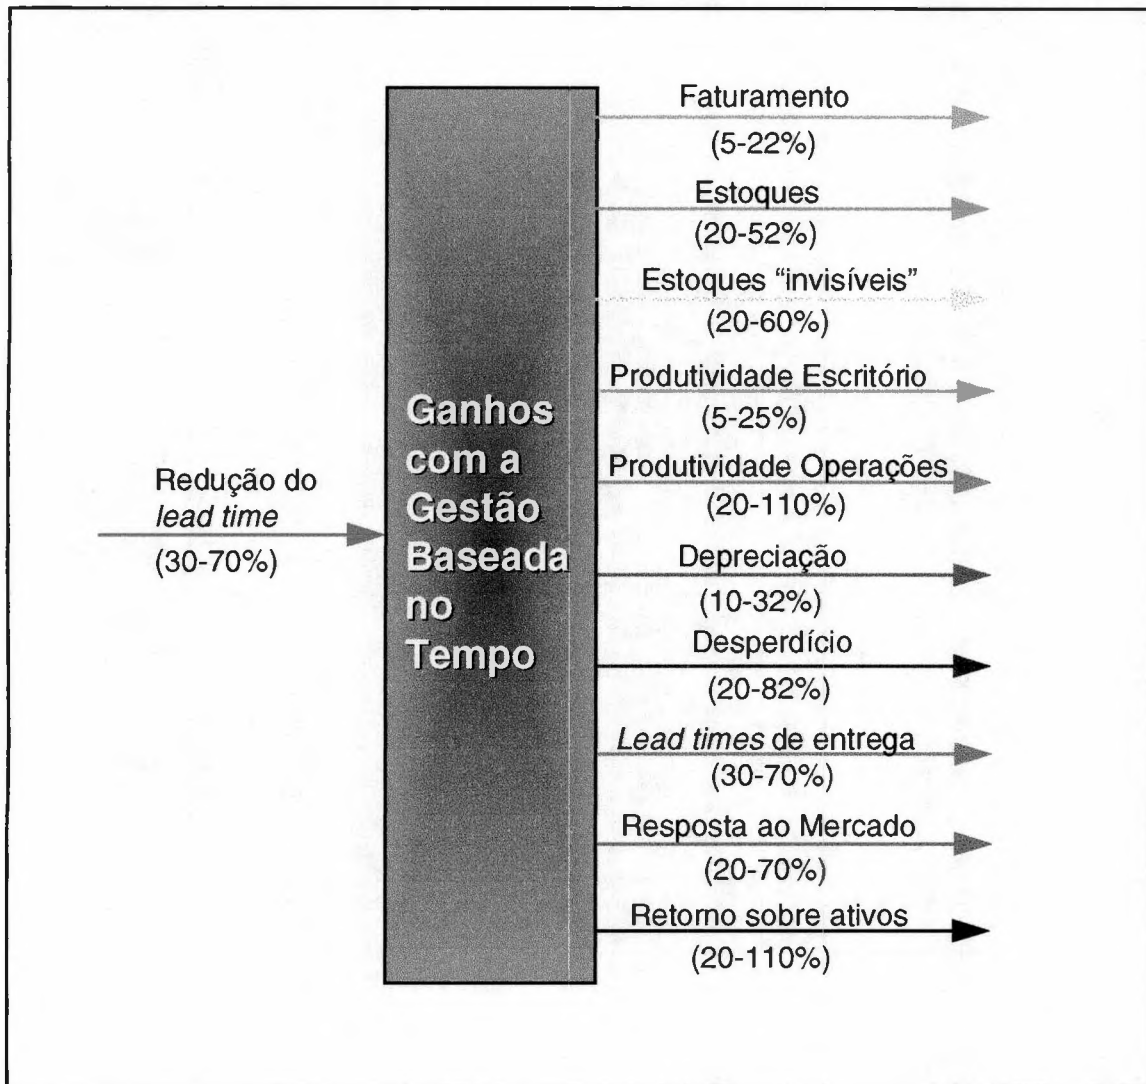 Redução do
lead time
(30-70%)
Ganhos
com a
Gestão
Baseada
no
Tempo
Faturamento
(5-22%)
Estoques
(20-52%)
Estoques “invisíveis”
(20-60%)
Produtividade Escritório
(5-25%)
Produtividade Operações
(20-110%)
Depreciação
(10-32%)
Desperdício
(20-82%)
Lead times de entrega
(30-70%)
Resposta ao Mercado
(20-70%)
Retorno sobre ativos
(20-110%)